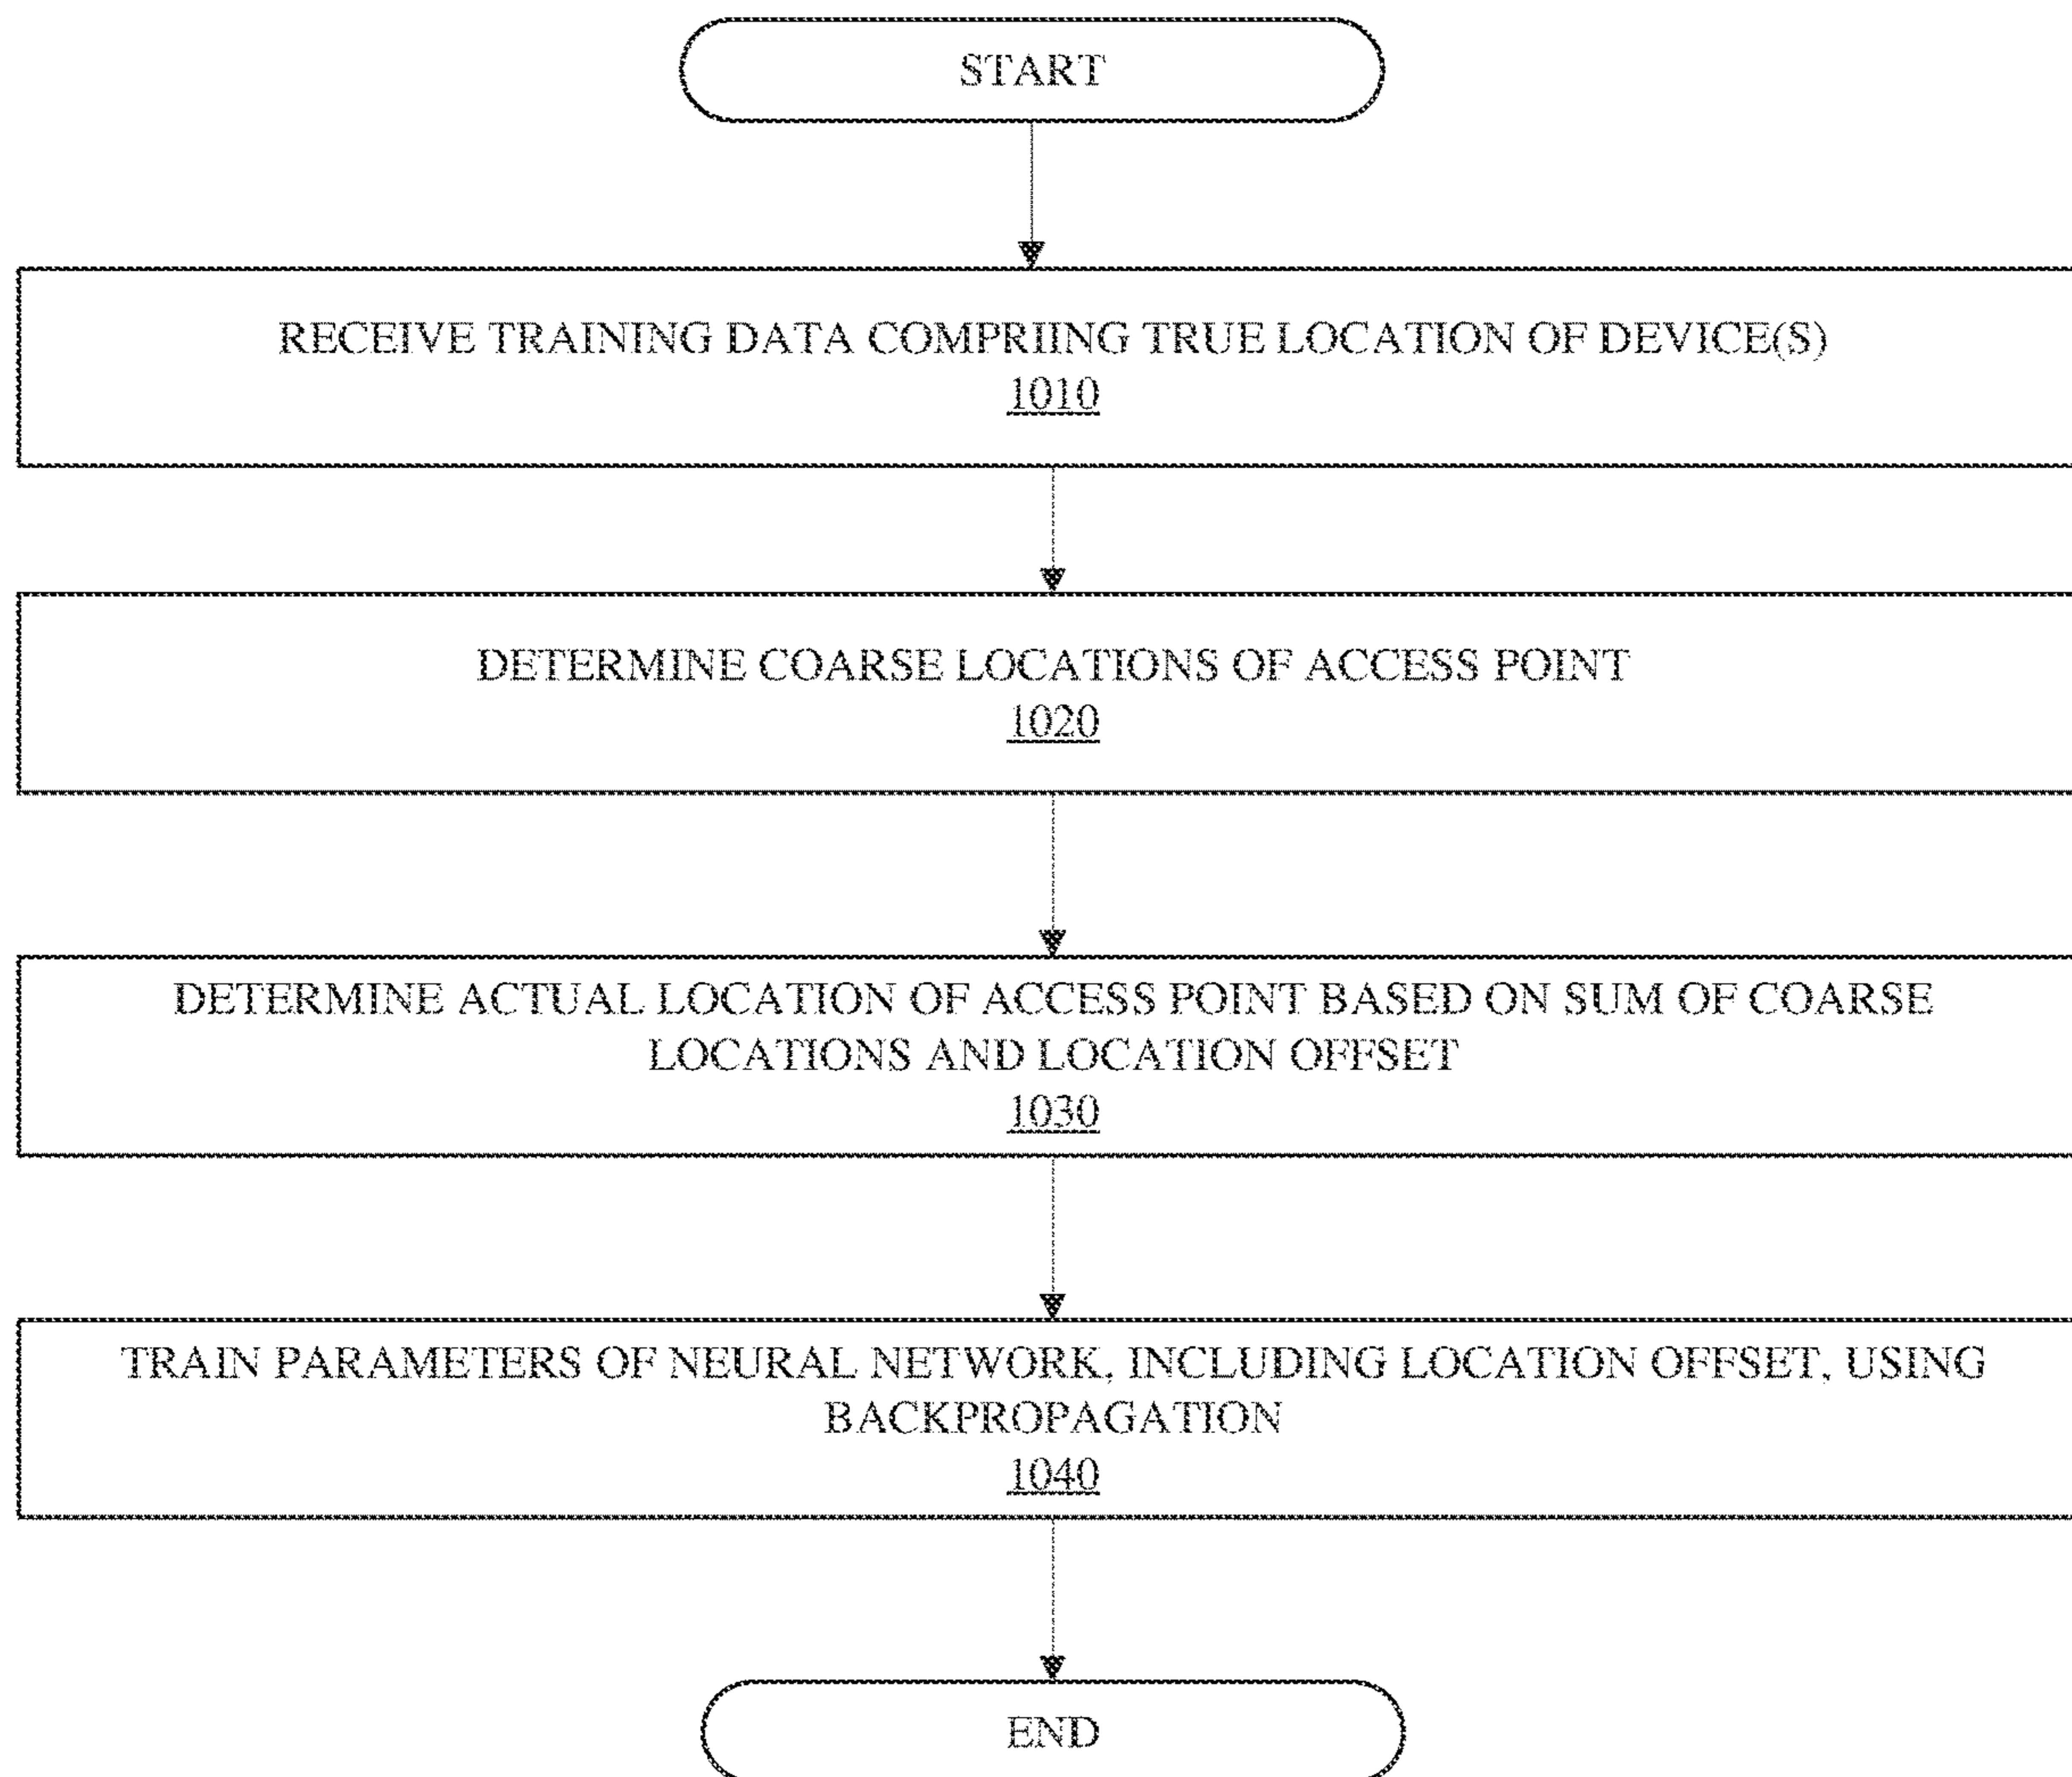 START
RECEIVE TRAINING DATA COMPRIING TRUE LOCATION OF DEVICE(S)
1010
DETERMINE COARSE LOCATIONS OF ACCESS POINT
1020
DETERMINE ACTUAL LOCATION OF ACCESS POINT BASED ON SUM OF COARSE
LOCATIONS AND LOCATION OFFSET
1030
TRAIN PARAMETERS OF NEURAL NETWORK, INCLUDING LOCATION OFFSET, USING
BACKPROPAGATION
1040
END